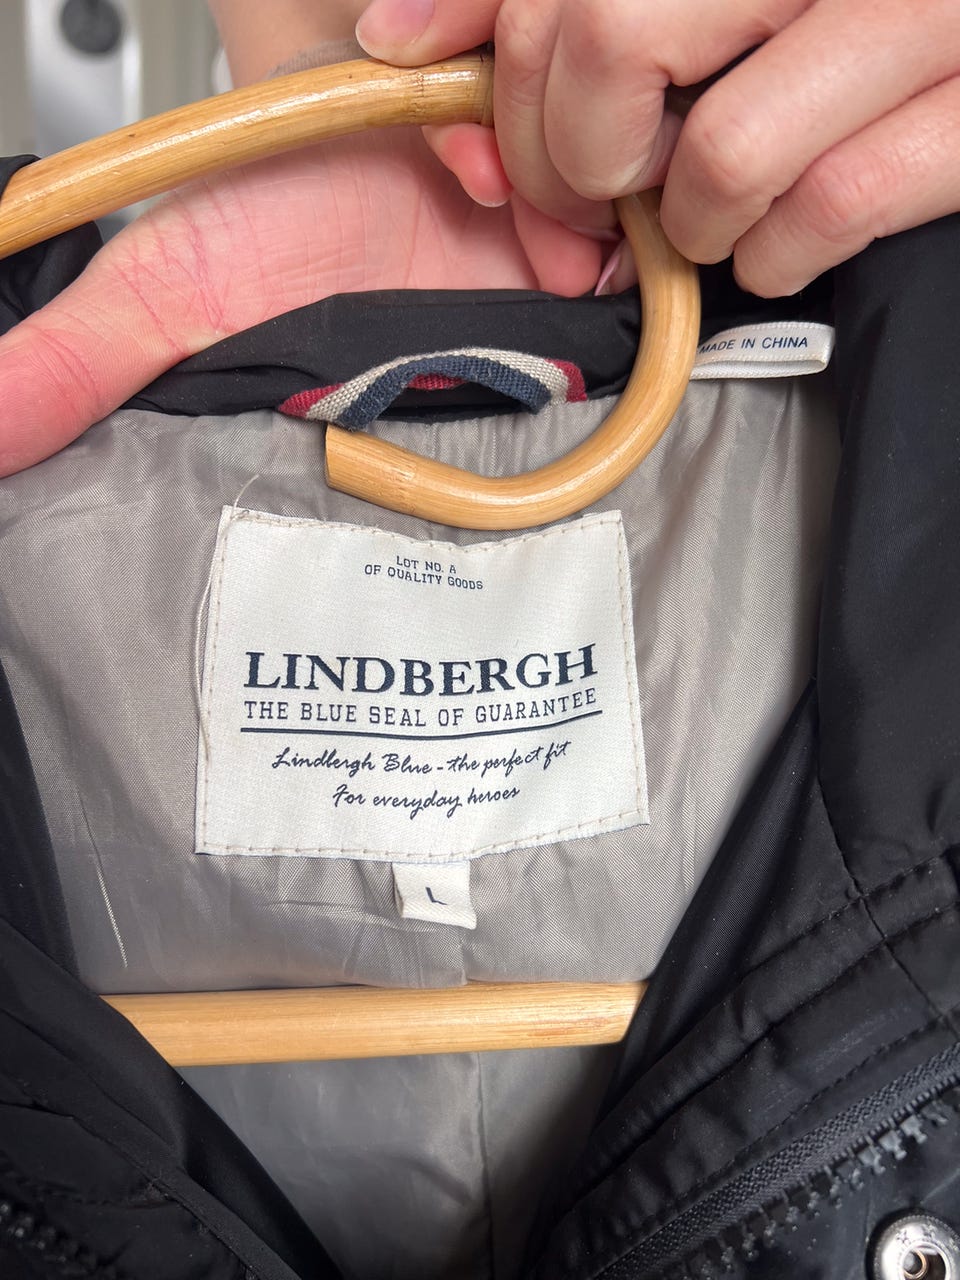 MADE IN CHINA
LOT NO. A
OF QUALITY GOODS
LINDBERGH
THE BLUE SEAL OF GUARANTEE
Lindbergh Blue - the perfect fit
For everyday heroes
L